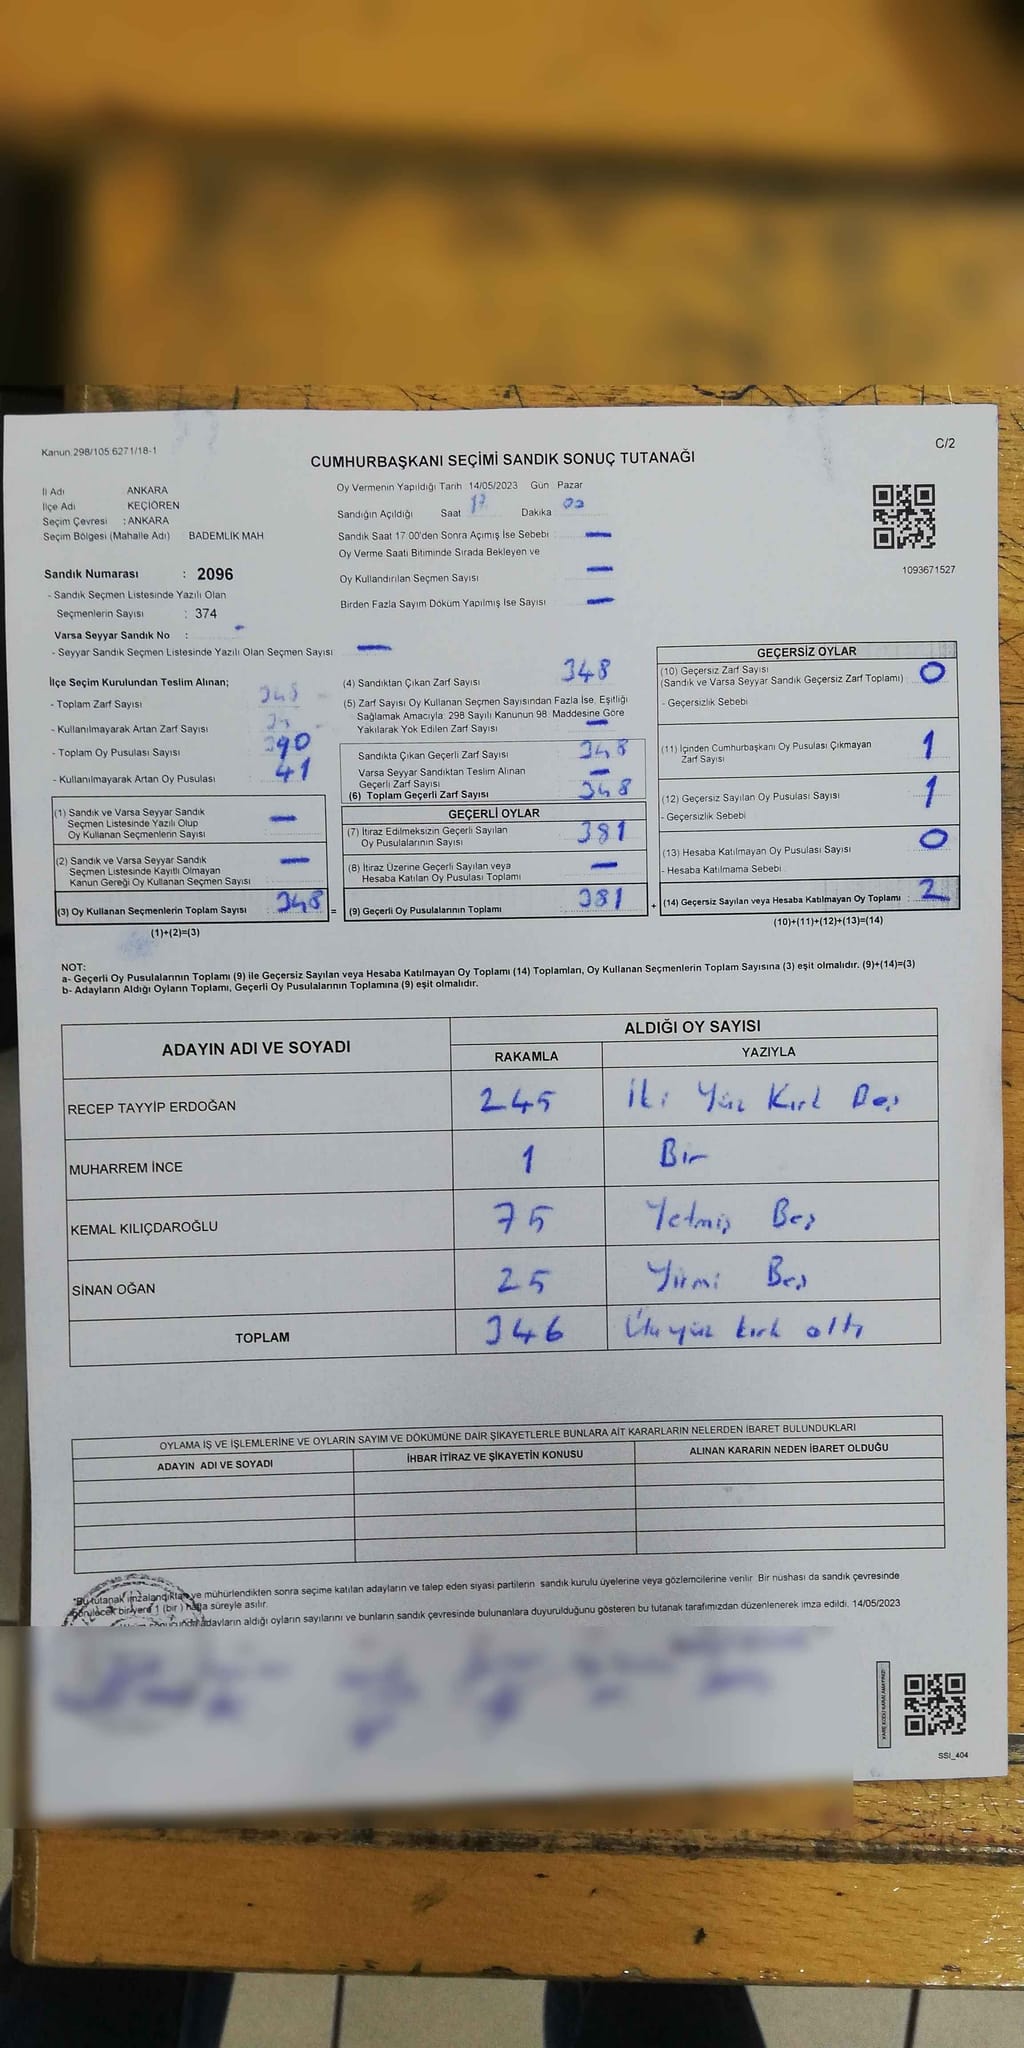 Kanun 298/105 6271/18-1
C/2
CUMHURBAŞKANI SEÇİMİ SANDIK SONUÇ TUTANAĞI
İl Adı ANKARA
İlçe Adı KEÇİÖREN
Seçim Çevresi : ANKARA
Seçim Bölgesi (Mahalle Adı) BADEMLİK MAH
Oy Vermenin Yapıldığı Tarih 14/05/2023 Gün Pazar
Sandığın Açıldığı Saat 17 Dakika 00
Sandık Saat 17 00'den Sonra Açımış İse Sebebi —
Oy Verme Saati Bitiminde Sırada Bekleyen ve
Oy Kullandırılan Seçmen Sayısı —
Birden Fazla Sayım Döküm Yapılmış İse Sayısı —
1093671527
Sandık Numarası : 2096
- Sandık Seçmen Listesinde Yazılı Olan
Seçmenlerin Sayısı : 374
Varsa Seyyar Sandık No : -
- Seyyar Sandık Seçmen Listesinde Yazılı Olan Seçmen Sayısı —
İlçe Seçim Kurulundan Teslim Alınan;
- Toplam Zarf Sayısı
- Kullanılmayarak Artan Zarf Sayısı
- Toplam Oy Pusulası Sayısı 390
- Kullanılmayarak Artan Oy Pusulası 41
(1) Sandık ve Varsa Seyyar Sandık
Seçmen Listesinde Yazılı Olup
Oy Kullanan Seçmenlerin Sayısı —
(2) Sandık ve Varsa Seyyar Sandık
Seçmen Listesinde Kayıtlı Olmayan
Kanun Gereği Oy Kullanan Seçmen Sayısı —
(3) Oy Kullanan Seçmenlerin Toplam Sayısı 348 =
(1)+(2)=(3)
(4) Sandıktan Çıkan Zarf Sayısı 348
(5) Zarf Sayısı Oy Kullanan Seçmen Sayısından Fazla İse, Eşitliği
Sağlamak Amacıyla: 298 Sayılı Kanunun 98. Maddesine Göre
Yakılarak Yok Edilen Zarf Sayısı —
Sandıkta Çıkan Geçerli Zarf Sayısı 348
Varsa Seyyar Sandıktan Teslim Alınan
Geçerli Zarf Sayısı —
(6) Toplam Geçerli Zarf Sayısı 348
GEÇERLİ OYLAR
(7) İtiraz Edilmeksizin Geçerli Sayılan
Oy Pusulalarının Sayısı 381
(8) İtiraz Üzerine Geçerli Sayılan veya
Hesaba Katılan Oy Pusulası Toplamı —
(9) Geçerli Oy Pusulalarının Toplamı 381 +
GEÇERSİZ OYLAR
(10) Geçersiz Zarf Sayısı
(Sandık ve Varsa Seyyar Sandık Geçersiz Zarf Toplamı) 0
- Geçersizlik Sebebi
(11) İçinden Cumhurbaşkanı Oy Pusulası Çıkmayan
Zarf Sayısı 1
(12) Geçersiz Sayılan Oy Pusulası Sayısı 1
- Geçersizlik Sebebi
(13) Hesaba Katılmayan Oy Pusulası Sayısı 0
- Hesaba Katılmama Sebebi
(14) Geçersiz Sayılan veya Hesaba Katılmayan Oy Toplamı : 2
(10)+(11)+(12)+(13)=(14)
NOT:
a- Geçerli Oy Pusulalarının Toplamı (9) ile Geçersiz Sayılan veya Hesaba Katılmayan Oy Toplamı (14) Toplamları, Oy Kullanan Seçmenlerin Toplam Sayısına (3) eşit olmalıdır. (9)+(14)=(3)
b- Adayların Aldığı Oyların Toplamı, Geçerli Oy Pusulalarının Toplamına (9) eşit olmalıdır.
ADAYIN ADI VE SOYADI ALDIĞI OY SAYISI
RAKAMLA YAZIYLA
RECEP TAYYİP ERDOĞAN 245 İki Yüz Kırk Beş
MUHARREM İNCE 1 Bir
KEMAL KILIÇDAROĞLU 75 Yetmiş Beş
SİNAN OĞAN 25 Yirmi Beş
TOPLAM 346 Üçyüz kırk altı
OYLAMA İŞ VE İŞLEMLERİNE VE OYLARIN SAYIM VE DÖKÜMÜNE DAİR ŞİKAYETLERLE BUNLARA AİT KARARLARIN NELERDEN İBARET BULUNDUKLARI
ADAYIN ADI VE SOYADI İHBAR İTİRAZ VE ŞİKAYETİN KONUSU ALINAN KARARIN NEDEN İBARET OLDUĞU
"Bu tutanak imzalandıktan ve mühürlendikten sonra seçime katılan adayların ve talep eden siyasi partilerin sandık kurulu üyelerine veya gözlemcilerine verilir Bir nüshası da sandık çevresinde
görülecek bir yere 1 (bir ) hafta süreyle asılır.
adayların aldığı oyların sayılarını ve bunların sandık çevresinde bulunanlara duyurulduğunu gösteren bu tutanak tarafımızdan düzenlenerek imza edildi. 14/05/2023
KARE KODU KARALAMAYINIZ!
SSI_404